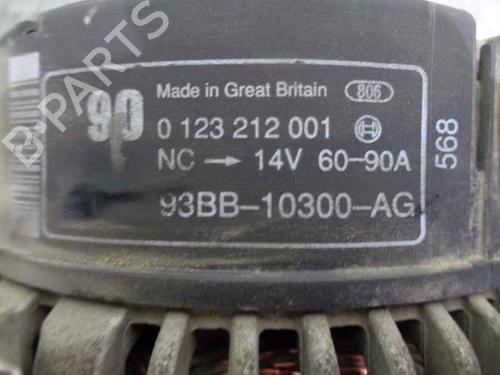 B-PARTS
90 Made in Great Britain 806
0 123 212 001
NC → 14V 60-90A
93BB-10300-AG
568